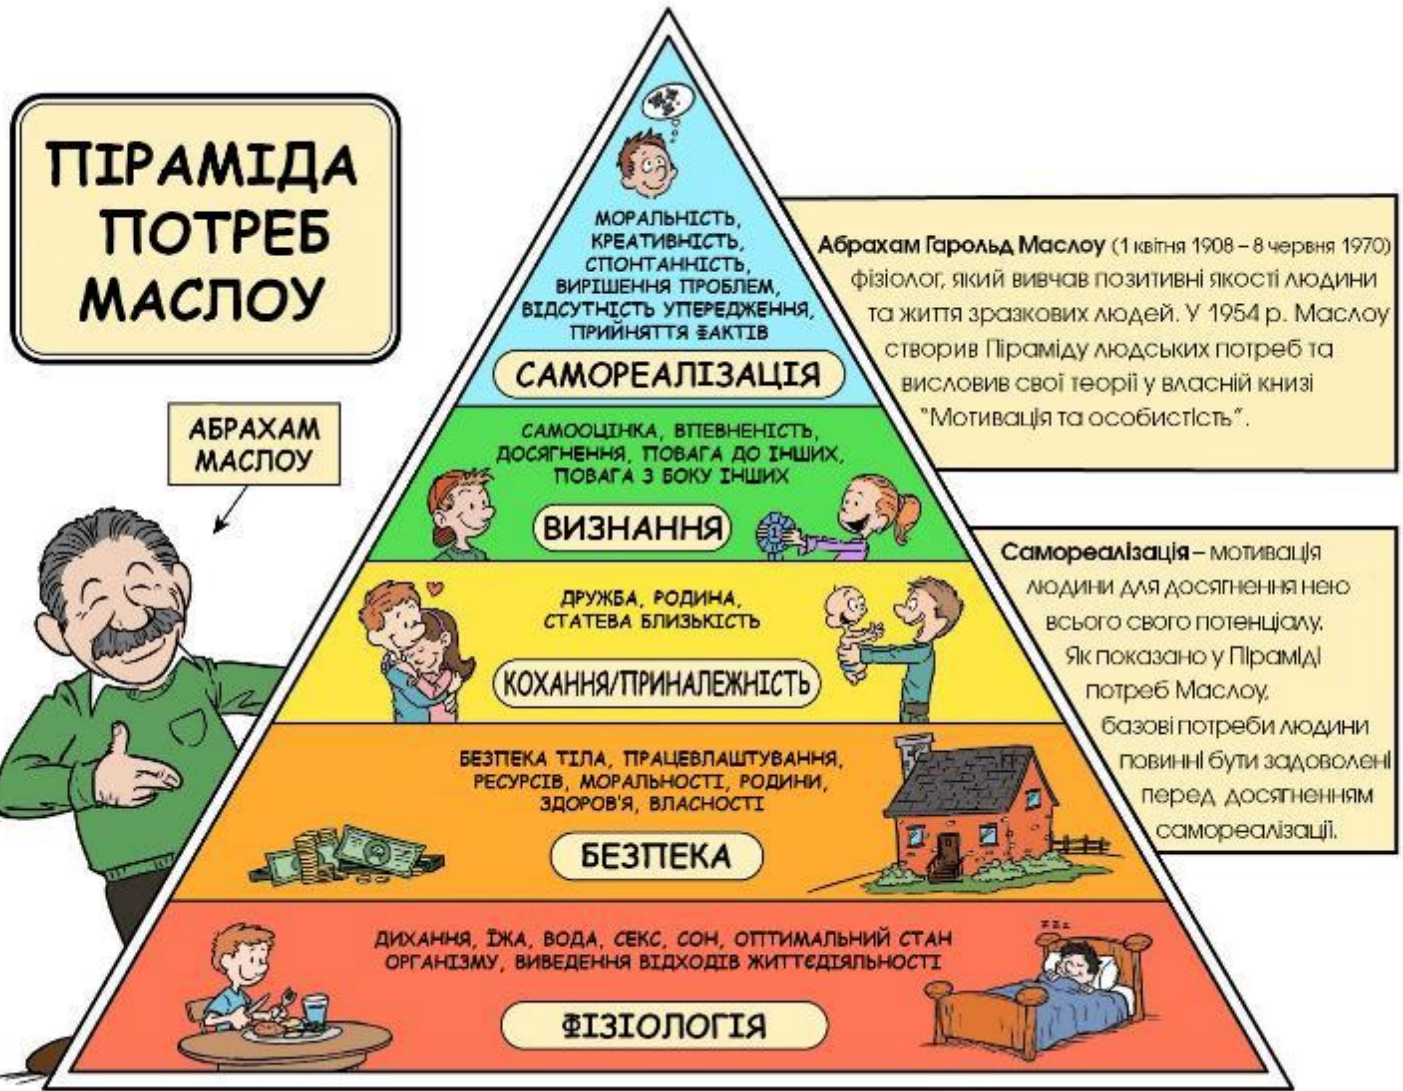 ПІРАМІДА
ПОТРЕБ
МАСЛОУ
АБРАХАМ
МАСЛОУ
МОРАЛЬНІСТЬ,
КРЕАТИВНІСТЬ,
СПОНТАННІСТЬ,
ВИРІШЕННЯ ПРОБЛЕМ,
ВІДСУТНІСТЬ УПЕРЕДЖЕННЯ,
ПРИЙНЯТТЯ ФАКТІВ
САМОРЕАЛІЗАЦІЯ
САМООЦІНКА, ВПЕВНЕНІСТЬ,
ДОСЯГНЕННЯ, ПОВАГА ДО ІНШИХ,
ПОВАГА З БОКУ ІНШИХ
ВИЗНАННЯ
ДРУЖБА, РОДИНА,
СТАТЕВА БЛИЗЬКІСТЬ
КОХАННЯ/ПРИНАЛЕЖНІСТЬ
БЕЗПЕКА ТІЛА, ПРАЦЕВЛАШТУВАННЯ,
РЕСУРСІВ, МОРАЛЬНОСТІ, РОДИНИ,
ЗДОРОВ'Я, ВЛАСНОСТІ
БЕЗПЕКА
ДИХАННЯ, ЇЖА, ВОДА, СЕКС, СОН, ОПТИМАЛЬНИЙ СТАН
ОРГАНІЗМУ, ВИВЕДЕННЯ ВІДХОДІВ ЖИТТЄДІЯЛЬНОСТІ
ZZZ
ФІЗІОЛОГІЯ
Абрахам Гарольд Маслоу (1 квітня 1908 – 8 червня 1970)
фізіолог, який вивчав позитивні якості людини
та життя зразкових людей. У 1954 р. Маслоу
створив Піраміду людських потреб та
висловив свої теорії у власній книзі
"Мотивація та особистість".
Самореалізація – мотивація
людини для досягнення нею
всього свого потенціалу.
Як показано у Піраміді
потреб Маслоу,
базові потреби людини
повинні бути задоволені
перед досягненням
самореалізації.